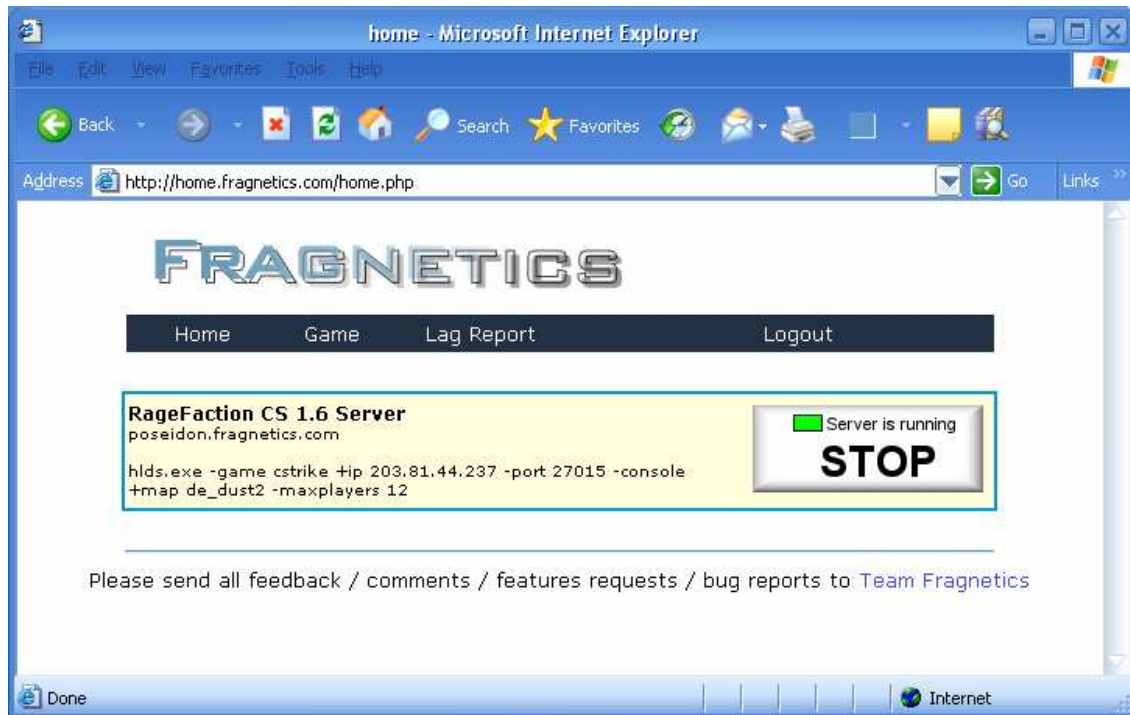 home - Microsoft Internet Explorer
File Edit View Favorites Tools Help
Back Search Favorites
Address http://home.fragnetics.com/home.php Go Links »
FRAGNETICS
Home Game Lag Report Logout
RageFaction CS 1.6 Server
poseidon.fragnetics.com
hlds.exe -game cstrike +ip 203.81.44.237 -port 27015 -console
+map de_dust2 -maxplayers 12
Server is running
STOP
Please send all feedback / comments / features requests / bug reports to Team Fragnetics
Done Internet